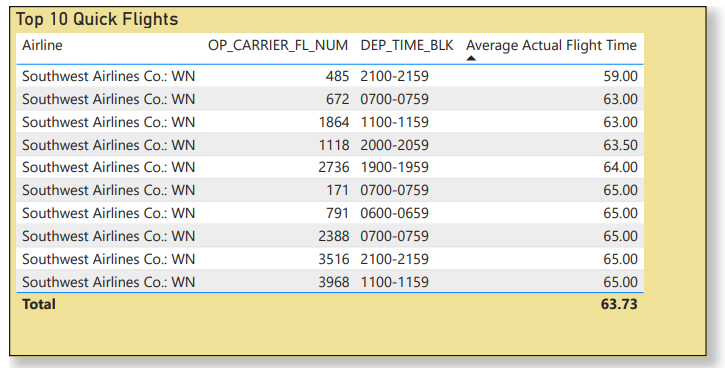 Top 10 Quick Flights
Airline OP_CARRIER_FL_NUM DEP_TIME_BLK Average Actual Flight Time
Southwest Airlines Co.: WN 485 2100-2159 59.00
Southwest Airlines Co.: WN 672 0700-0759 63.00
Southwest Airlines Co.: WN 1864 1100-1159 63.00
Southwest Airlines Co.: WN 1118 2000-2059 63.50
Southwest Airlines Co.: WN 2736 1900-1959 64.00
Southwest Airlines Co.: WN 171 0700-0759 65.00
Southwest Airlines Co.: WN 791 0600-0659 65.00
Southwest Airlines Co.: WN 2388 0700-0759 65.00
Southwest Airlines Co.: WN 3516 2100-2159 65.00
Southwest Airlines Co.: WN 3968 1100-1159 65.00
Total 63.73